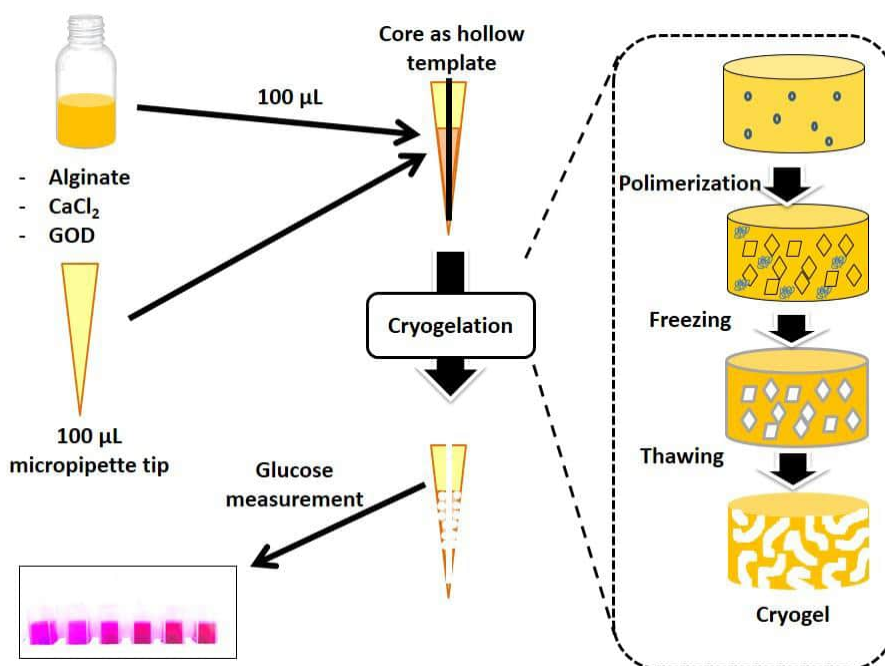 Core as hollow
template
100 µL
- Alginate
- CaCl₂
- GOD
100 µL
micropipette tip
Cryogelation
Glucose
measurement
Polimerization
Freezing
Thawing
Cryogel